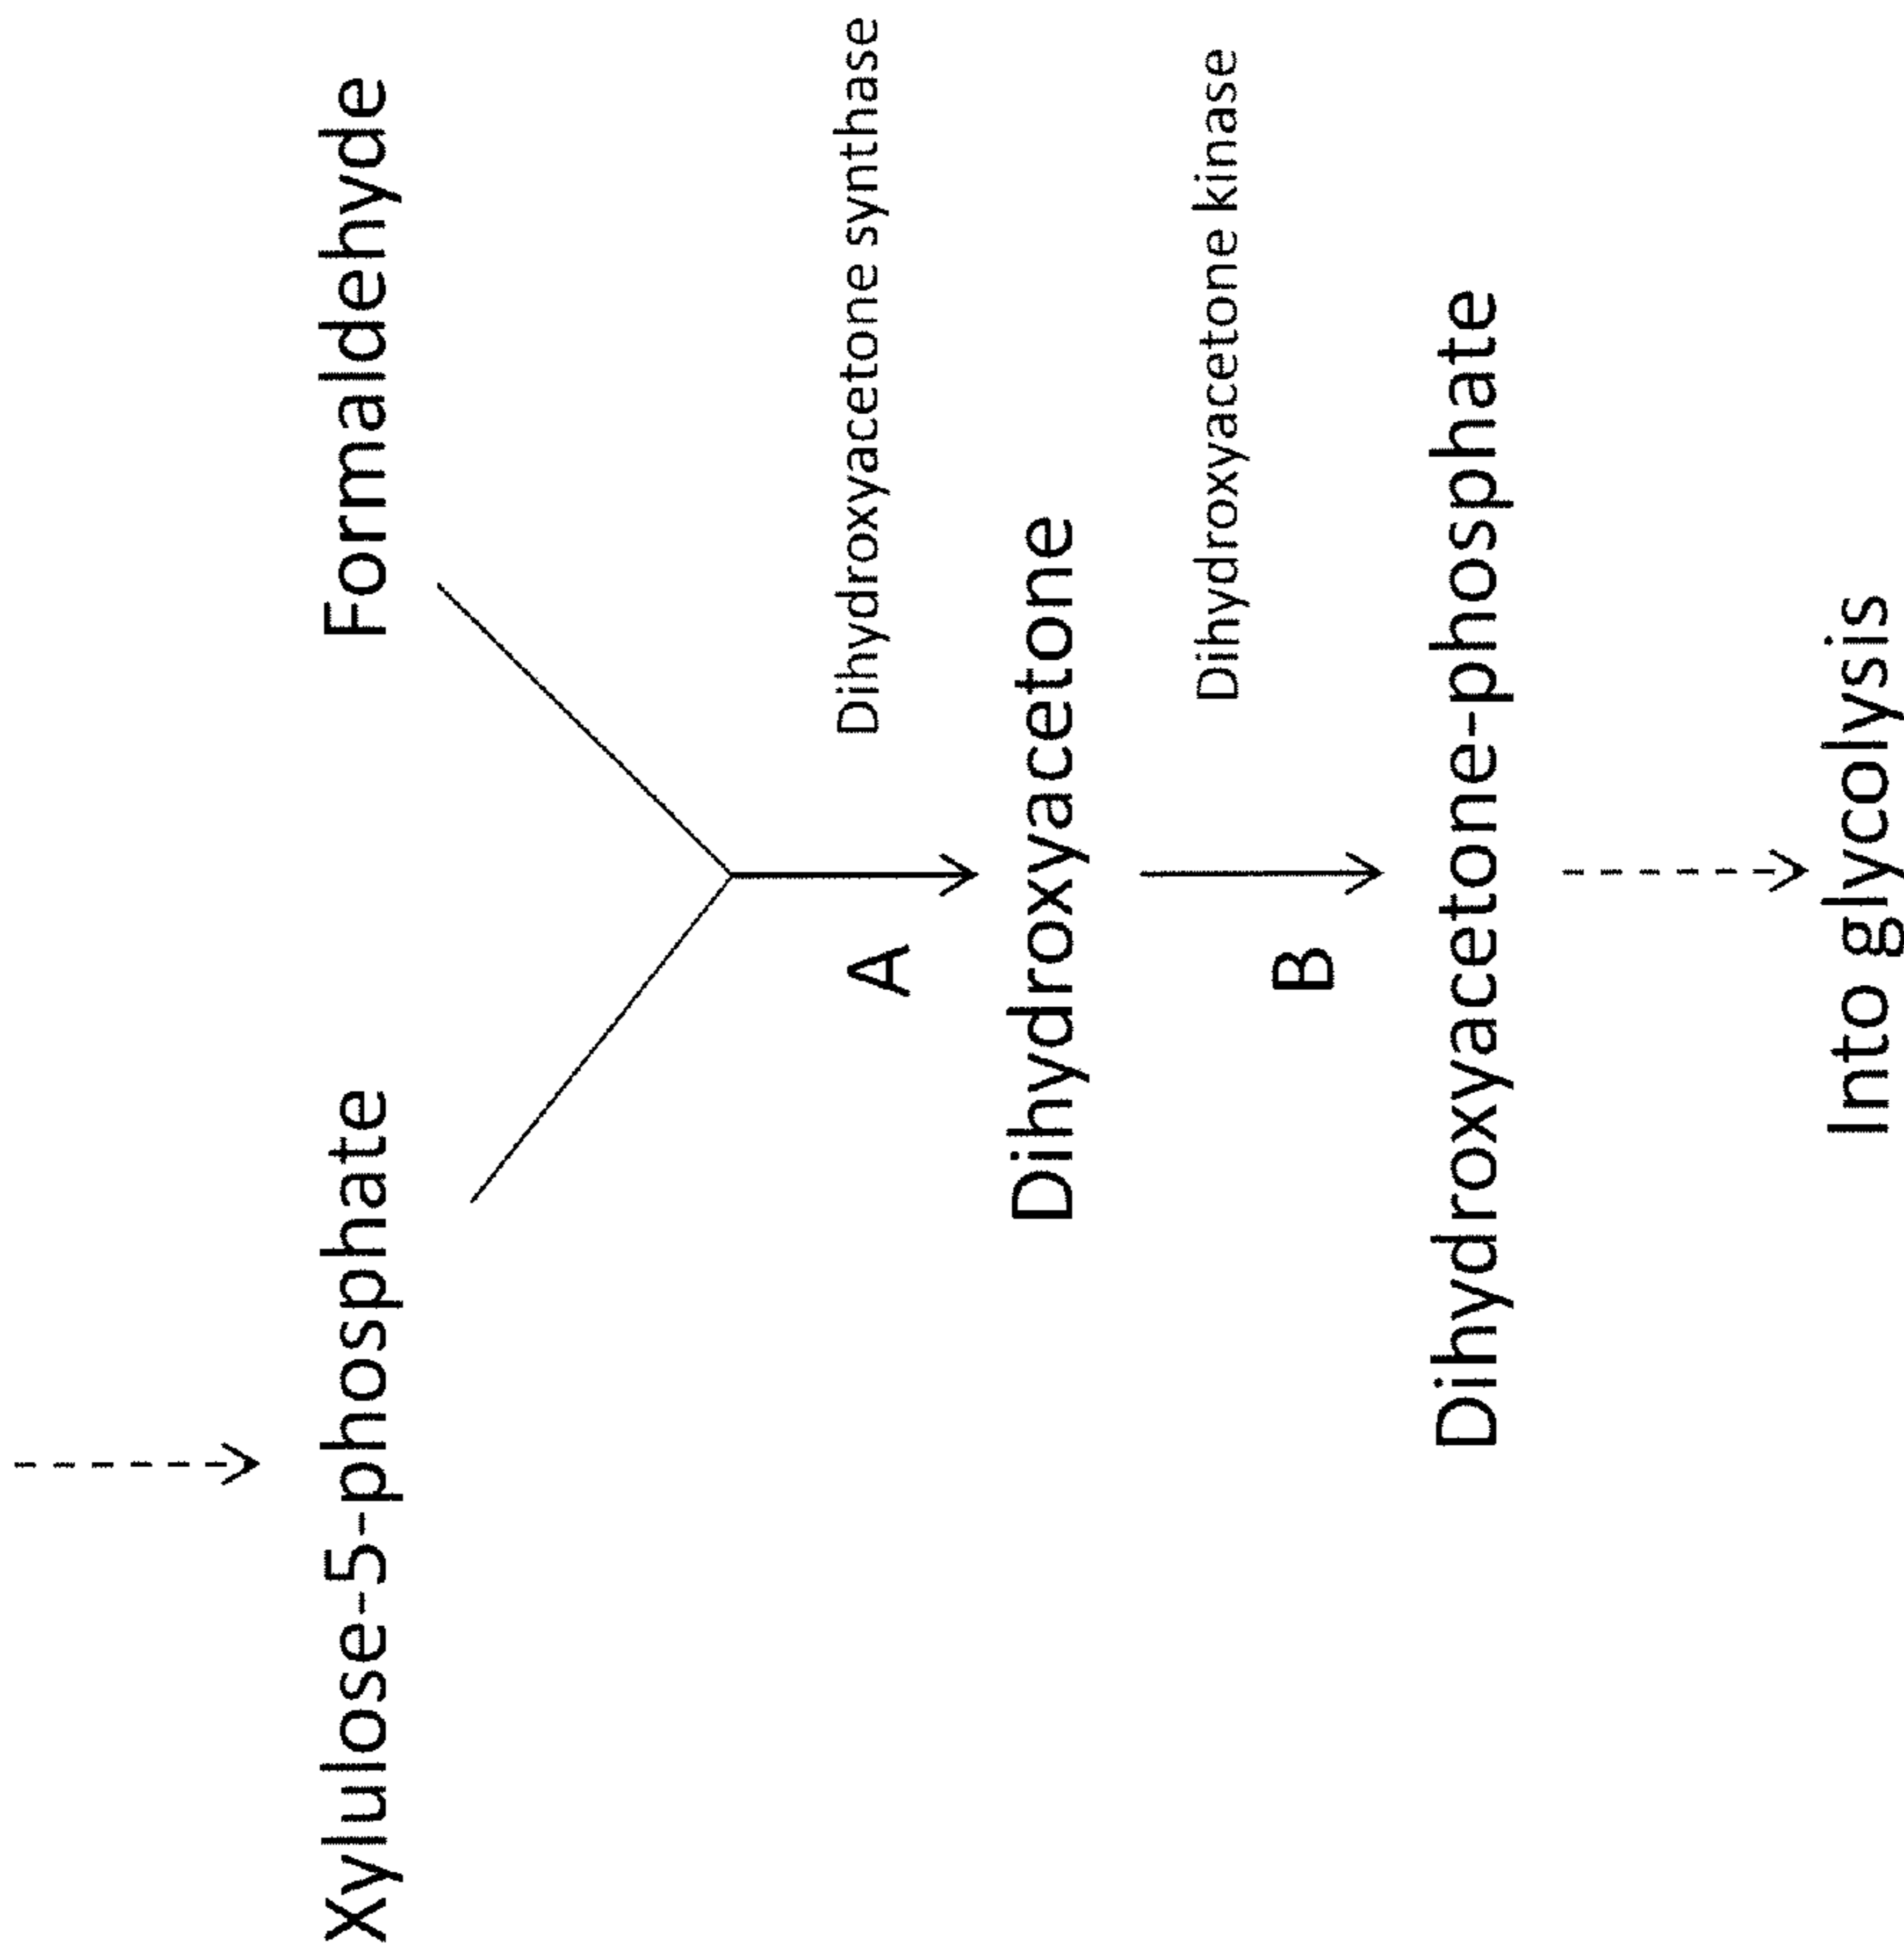 Xylulose-5-phosphate
Formaldehyde
A
Dihydroxyacetone synthase
Dihydroxyacetone
B
Dihydroxyacetone kinase
Dihydroxyacetone-phosphate
Into glycolysis